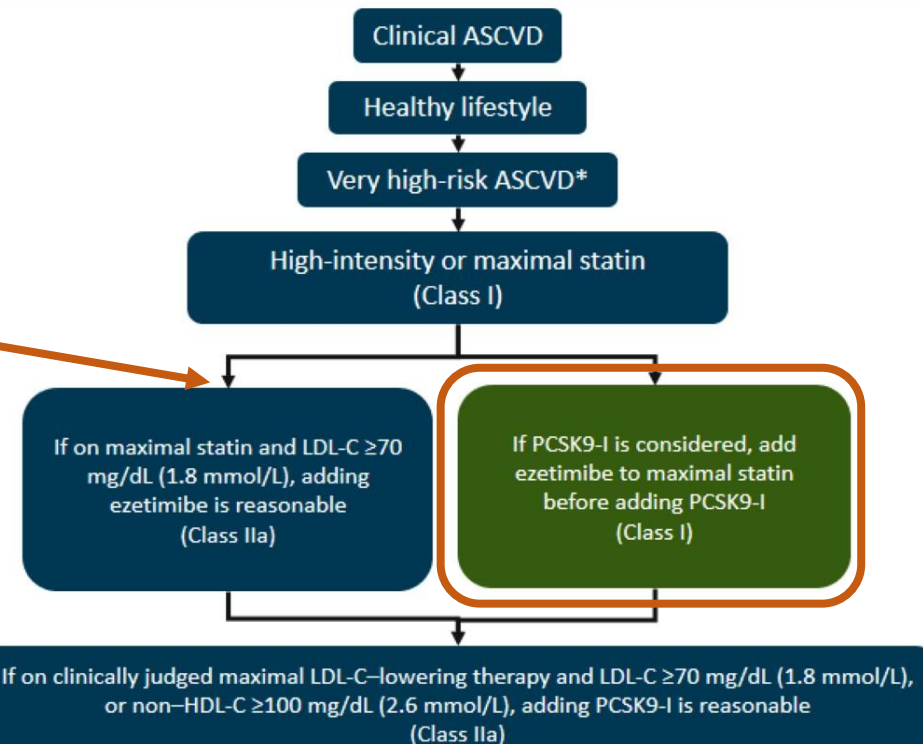 Clinical ASCVD
Healthy lifestyle
Very high-risk ASCVD*
High-intensity or maximal statin
(Class I)
If on maximal statin and LDL-C ≥70
mg/dL (1.8 mmol/L), adding
ezetimibe is reasonable
(Class IIa)
If PCSK9-I is considered, add
ezetimibe to maximal statin
before adding PCSK9-I
(Class I)
If on clinically judged maximal LDL-C–lowering therapy and LDL-C ≥70 mg/dL (1.8 mmol/L),
or non–HDL-C ≥100 mg/dL (2.6 mmol/L), adding PCSK9-I is reasonable
(Class IIa)